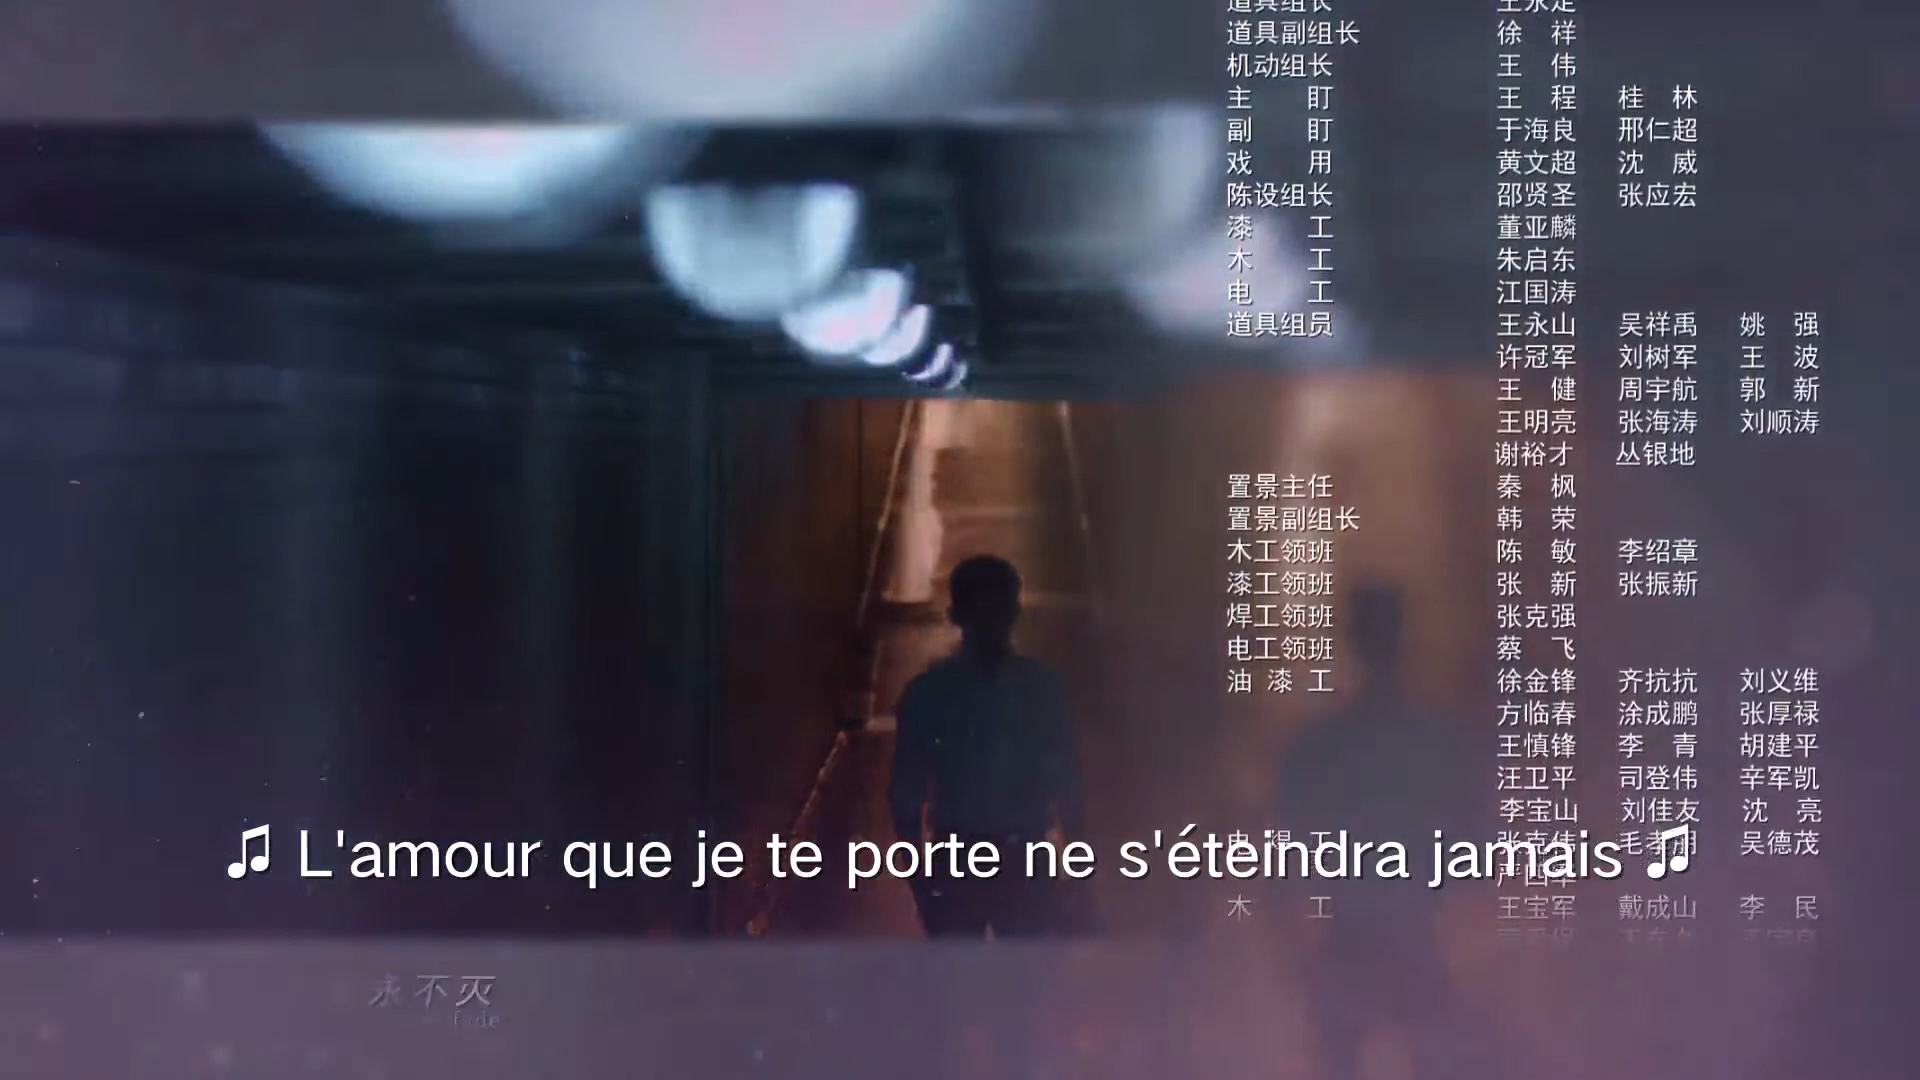 道具副组长 徐 祥
机动组长 王 伟
主 盯 王 程 桂 林
副 盯 于海良 邢仁超
戏 用 黄文超 沈 威
陈设组长 邵贤圣 张应宏
漆 工 董亚麟
木 工 朱启东
电 工 江国涛
道具组员 王永山 吴祥禹 姚 强
许冠军 刘树军 王 波
王 健 周宇航 郭 新
王明亮 张海涛 刘顺涛
谢裕才 丛银地
置景主任 秦 枫
置景副组长 韩 荣
木工领班 陈 敏 李绍章
漆工领班 张 新 张振新
焊工领班 张克强
电工领班 蔡 飞
油 漆 工 徐金锋 齐抗抗 刘义维
方临春 涂成鹏 张厚禄
王慎锋 李 青 胡建平
汪卫平 司登伟 辛军凯
李宝山 刘佳友 沈 亮
电 焊 工 张克伟 毛孝朋 吴德茂
♫ L'amour que je te porte ne s'éteindra jamais ♫
木 工 王宝军 戴成山 李 民
永不灭
fade